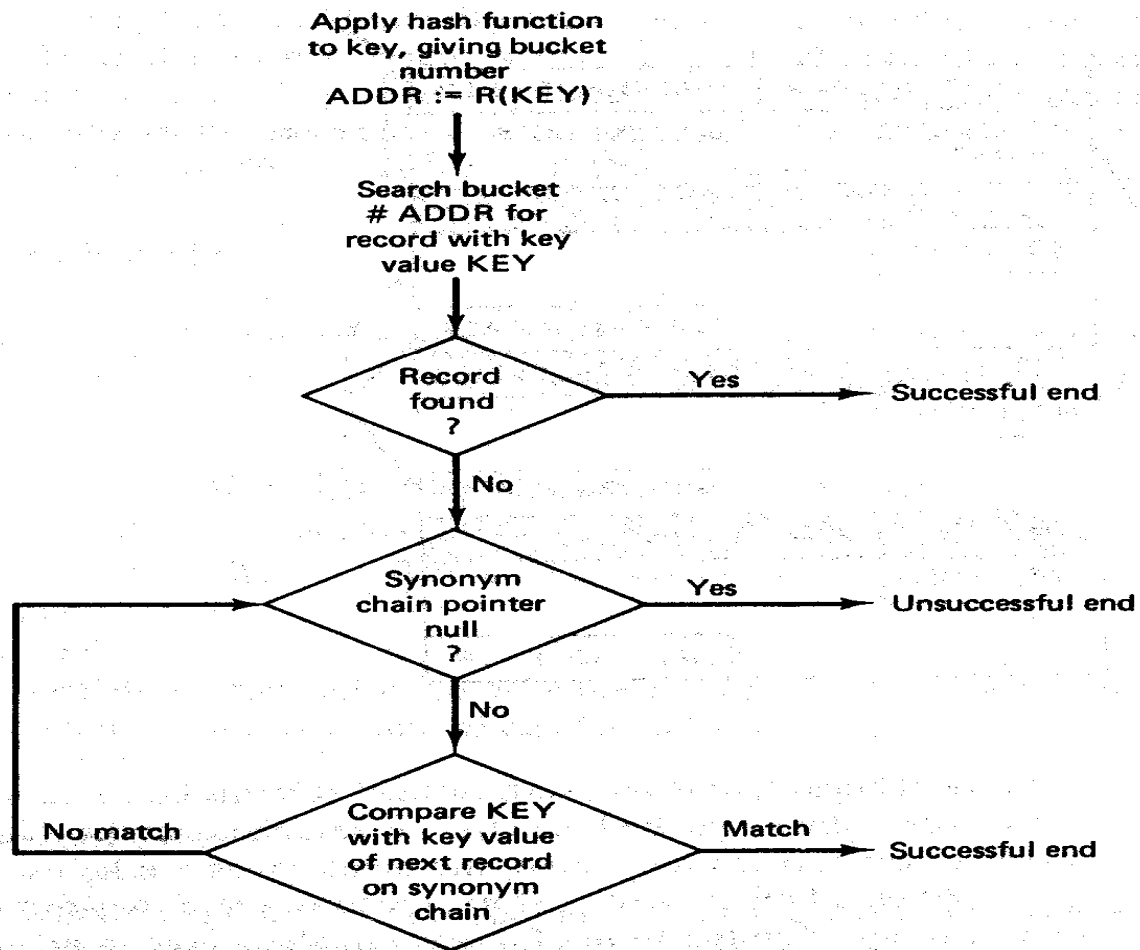 Apply hash function
to key, giving bucket
number
ADDR := R(KEY)
Search bucket
# ADDR for
record with key
value KEY
Record
found
?
Yes
Successful end
No
Synonym
chain pointer
null
?
Yes
Unsuccessful end
No
Compare KEY
with key value
of next record
on synonym
chain
No match
Match
Successful end